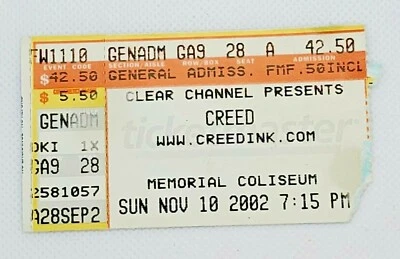 EW1110 GENADM GA9 28 A 42.50
EVENT CODE SECTION/AISLE ROW/BOX SEAT ADMISSION
$ 42.50 GENERAL ADMISS. FMF.50INCL
$ 5.50 CLEAR CHANNEL PRESENTS
GENADM CREED
OKI 1X WWW.CREEDINK.COM
GA9 28 MEMORIAL COLISEUM
2581057
A28SEP2 SUN NOV 10 2002 7:15 PM
ticketmaster